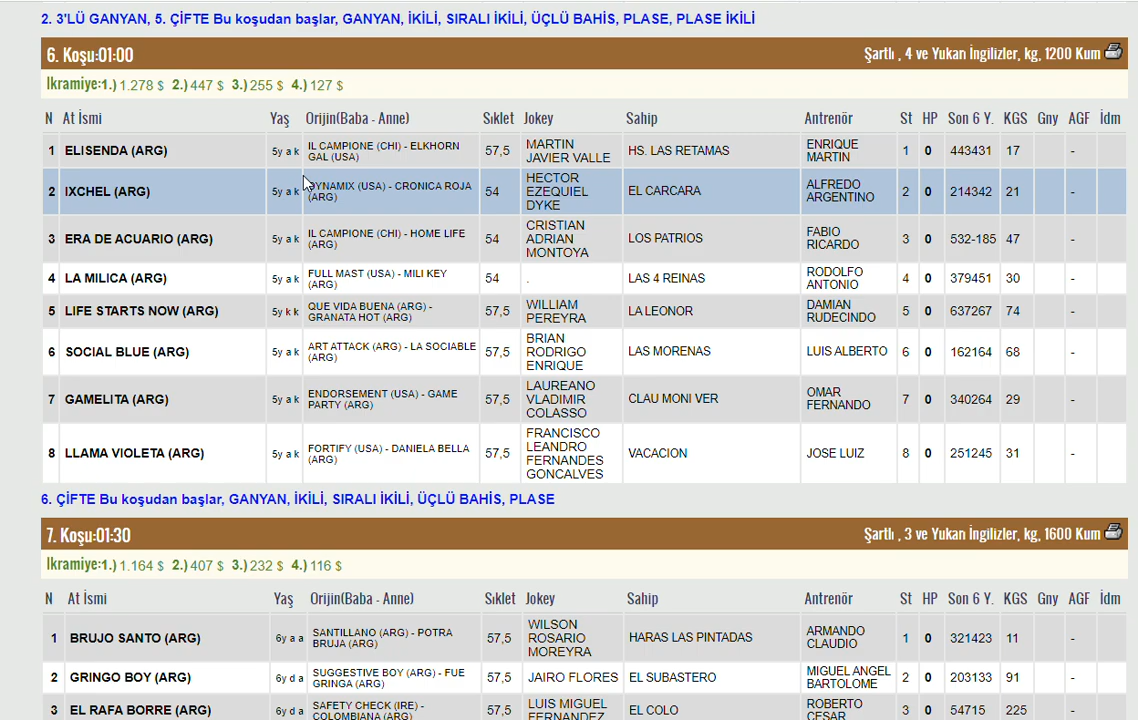 2. 3'LÜ GANYAN, 5. ÇİFTE Bu koşudan başlar, GANYAN, İKİLİ, SIRALI İKİLİ, ÜÇLÜ BAHİS, PLASE, PLASE İKİLİ
6. Koşu:01:00 Şartlı , 4 ve Yukarı İngilizler, kg, 1200 Kum
İkramiye:1.) 1.278 $ 2.) 447 $ 3.) 255 $ 4.) 127 $
N At İsmi Yaş Orijin(Baba - Anne) Sıklet Jokey Sahip Antrenör St HP Son 6 Y. KGS Gny AGF İdm
1 ELISENDA (ARG) 5y a k IL CAMPIONE (CHI) - ELKHORN GAL (USA) 57,5 MARTIN JAVIER VALLE HS. LAS RETAMAS ENRIQUE MARTIN 1 0 443431 17 -
2 IXCHEL (ARG) 5y a k DYNAMIX (USA) - CRONICA ROJA (ARG) 54 HECTOR EZEQUIEL DYKE EL CARCARA ALFREDO ARGENTINO 2 0 214342 21 -
3 ERA DE ACUARIO (ARG) 5y a k IL CAMPIONE (CHI) - HOME LIFE (ARG) 54 CRISTIAN ADRIAN MONTOYA LOS PATRIOS FABIO RICARDO 3 0 532-185 47 -
4 LA MILICA (ARG) 5y a k FULL MAST (USA) - MILI KEY (ARG) 54 . LAS 4 REINAS RODOLFO ANTONIO 4 0 379451 30 -
5 LIFE STARTS NOW (ARG) 5y k k QUE VIDA BUENA (ARG) - GRANATA HOT (ARG) 57,5 WILLIAM PEREYRA LA LEONOR DAMIAN RUDECINDO 5 0 637267 74 -
6 SOCIAL BLUE (ARG) 5y a k ART ATTACK (ARG) - LA SOCIABLE (ARG) 57,5 BRIAN RODRIGO ENRIQUE LAS MORENAS LUIS ALBERTO 6 0 162164 68 -
7 GAMELITA (ARG) 5y a k ENDORSEMENT (USA) - GAME PARTY (ARG) 57,5 LAUREANO VLADIMIR COLASSO CLAU MONI VER OMAR FERNANDO 7 0 340264 29 -
8 LLAMA VIOLETA (ARG) 5y a k FORTIFY (USA) - DANIELA BELLA (ARG) 57,5 FRANCISCO LEANDRO FERNANDES GONCALVES VACACION JOSE LUIZ 8 0 251245 31 -
6. ÇİFTE Bu koşudan başlar, GANYAN, İKİLİ, SIRALI İKİLİ, ÜÇLÜ BAHİS, PLASE
7. Koşu:01:30 Şartlı , 3 ve Yukarı İngilizler, kg, 1600 Kum
İkramiye:1.) 1.164 $ 2.) 407 $ 3.) 232 $ 4.) 116 $
N At İsmi Yaş Orijin(Baba - Anne) Sıklet Jokey Sahip Antrenör St HP Son 6 Y. KGS Gny AGF İdm
1 BRUJO SANTO (ARG) 6y a a SANTILLANO (ARG) - POTRA BRUJA (ARG) 57,5 WILSON ROSARIO MOREYRA HARAS LAS PINTADAS ARMANDO CLAUDIO 1 0 321423 11 -
2 GRINGO BOY (ARG) 6y d a SUGGESTIVE BOY (ARG) - FUE GRINGA (ARG) 57,5 JAIRO FLORES EL SUBASTERO MIGUEL ANGEL BARTOLOME 2 0 203133 91 -
3 EL RAFA BORRE (ARG) 6y d a SAFETY CHECK (IRE) - COLOMBIANA (ARG) 57,5 LUIS MIGUEL FERNANDEZ EL COLO ROBERTO CESAR 3 0 54715 225 -